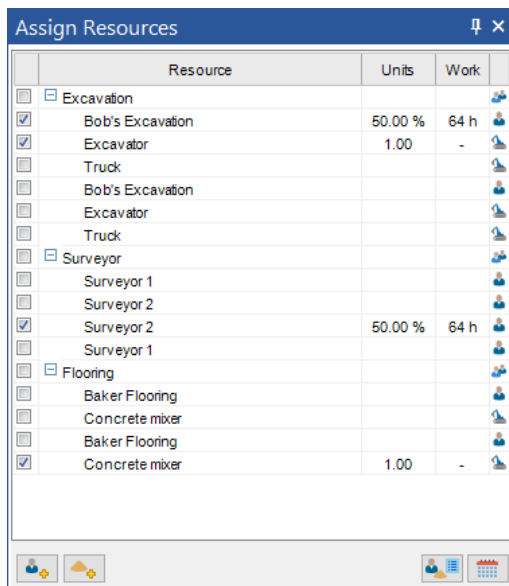 Assign Resources
Resource Units Work
Excavation
Bob's Excavation 50.00 % 64 h
Excavator 1.00 -
Truck
Bob's Excavation
Excavator
Truck
Surveyor
Surveyor 1
Surveyor 2
Surveyor 2 50.00 % 64 h
Surveyor 1
Flooring
Baker Flooring
Concrete mixer
Baker Flooring
Concrete mixer 1.00 -